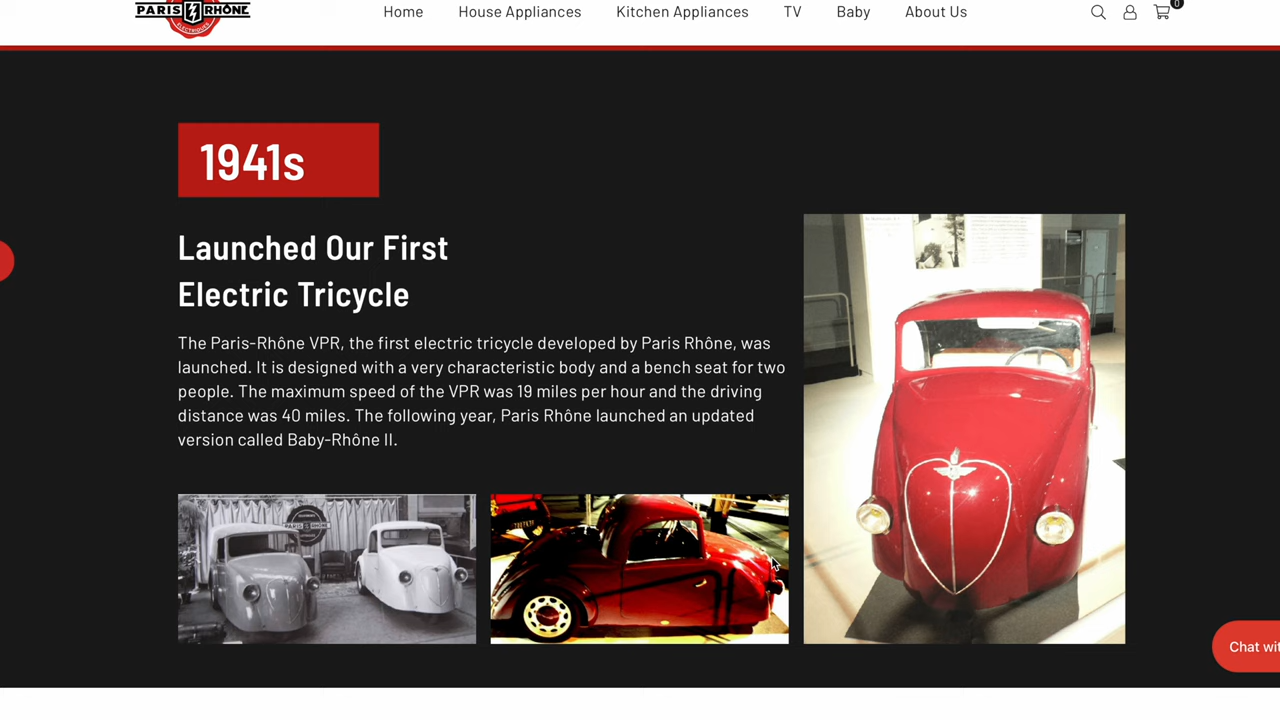 PARIS RHÔNE
ELECTRIQUES
Home House Appliances Kitchen Appliances TV Baby About Us
0
1941s
Launched Our First
Electric Tricycle
The Paris-Rhône VPR, the first electric tricycle developed by Paris Rhône, was
launched. It is designed with a very characteristic body and a bench seat for two
people. The maximum speed of the VPR was 19 miles per hour and the driving
distance was 40 miles. The following year, Paris Rhône launched an updated
version called Baby-Rhône II.
PARIS RHÔNE
Chat wit